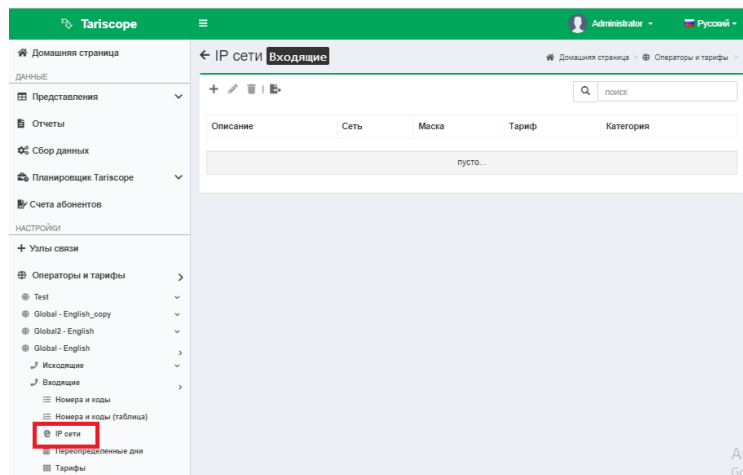 Tariscope
Administrator
Русский
Домашняя страница
ДАННЫЕ
Представления
Отчеты
Сбор данных
Планировщик Tariscope
Счета абонентов
НАСТРОЙКИ
Узлы связи
Операторы и тарифы
Test
Global - English_copy
Global2 - English
Global - English
Исходящие
Входящие
Номера и коды
Номера и коды (таблица)
IP сети
Переопределенные дни
Тарифы
IP сети Входящие
Домашняя страница > Операторы и тарифы >
поиск
Описание Сеть Маска Тариф Категория
пусто...